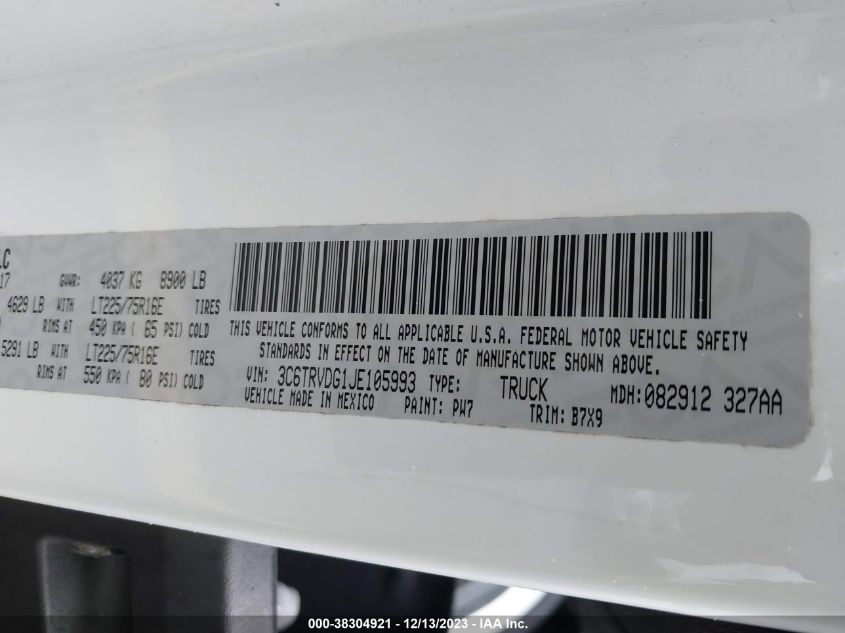 LC
17 GVWR: 4037 KG 8900 LB
4629 LB WITH LT225/75R16E TIRES
RIMS AT 450 KPA ( 65 PSI) COLD
5291 LB WITH LT225/75R16E TIRES
RIMS AT 550 KPA ( 80 PSI) COLD
THIS VEHICLE CONFORMS TO ALL APPLICABLE U.S.A. FEDERAL MOTOR VEHICLE SAFETY
STANDARDS IN EFFECT ON THE DATE OF MANUFACTURE SHOWN ABOVE.
VIN: 3C6TRVDG1JE105993 TYPE: TRUCK MDH:082912 327AA
VEHICLE MADE IN MEXICO PAINT: PW7 TRIM: B7X9
000-38304921 - 12/13/2023 - IAA Inc.